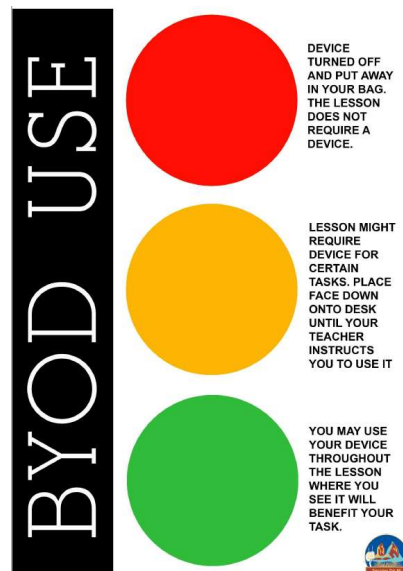 BYOD USE
DEVICE
TURNED OFF
AND PUT AWAY
IN YOUR BAG.
THE LESSON
DOES NOT
REQUIRE A
DEVICE.
LESSON MIGHT
REQUIRE
DEVICE FOR
CERTAIN
TASKS. PLACE
FACE DOWN
ONTO DESK
UNTIL YOUR
TEACHER
INSTRUCTS
YOU TO USE IT
YOU MAY USE
YOUR DEVICE
THROUGHOUT
THE LESSON
WHERE YOU
SEE IT WILL
BENEFIT YOUR
TASK.